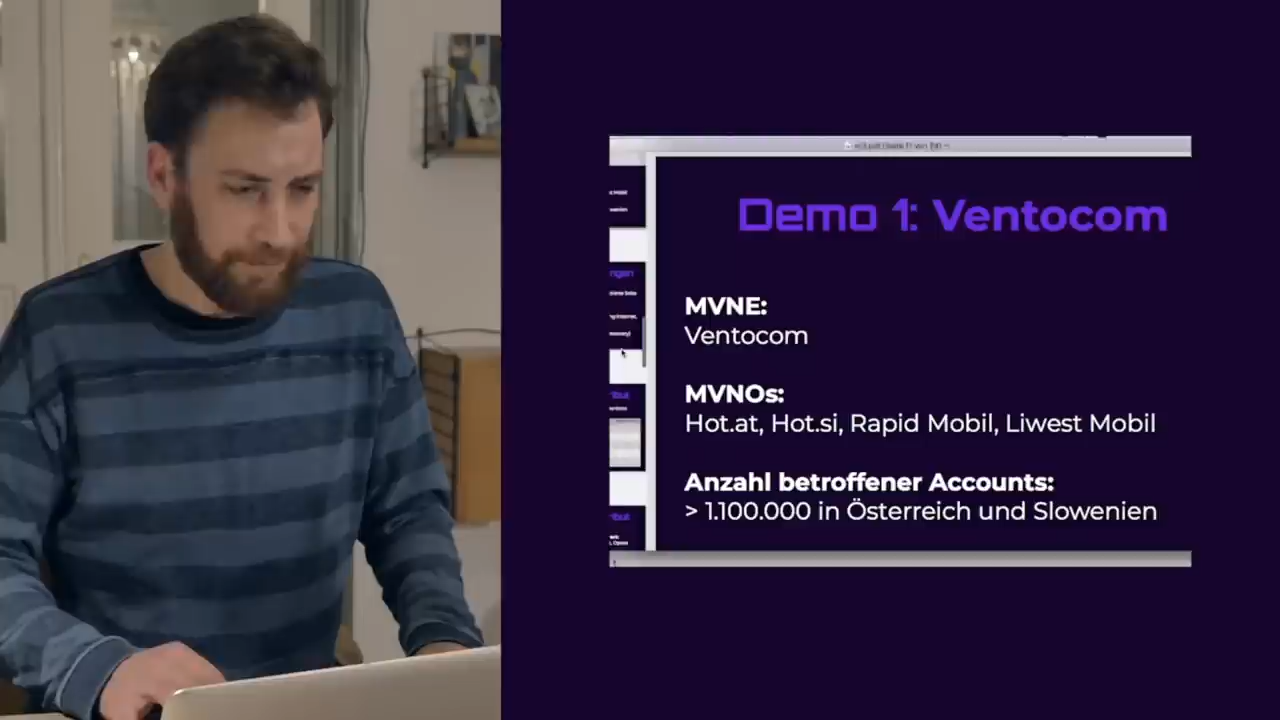 Demo 1: Ventocom
MVNE:
Ventocom
MVNOs:
Hot.at, Hot.si, Rapid Mobil, Liwest Mobil
Anzahl betroffener Accounts:
> 1.100.000 in Österreich und Slowenien